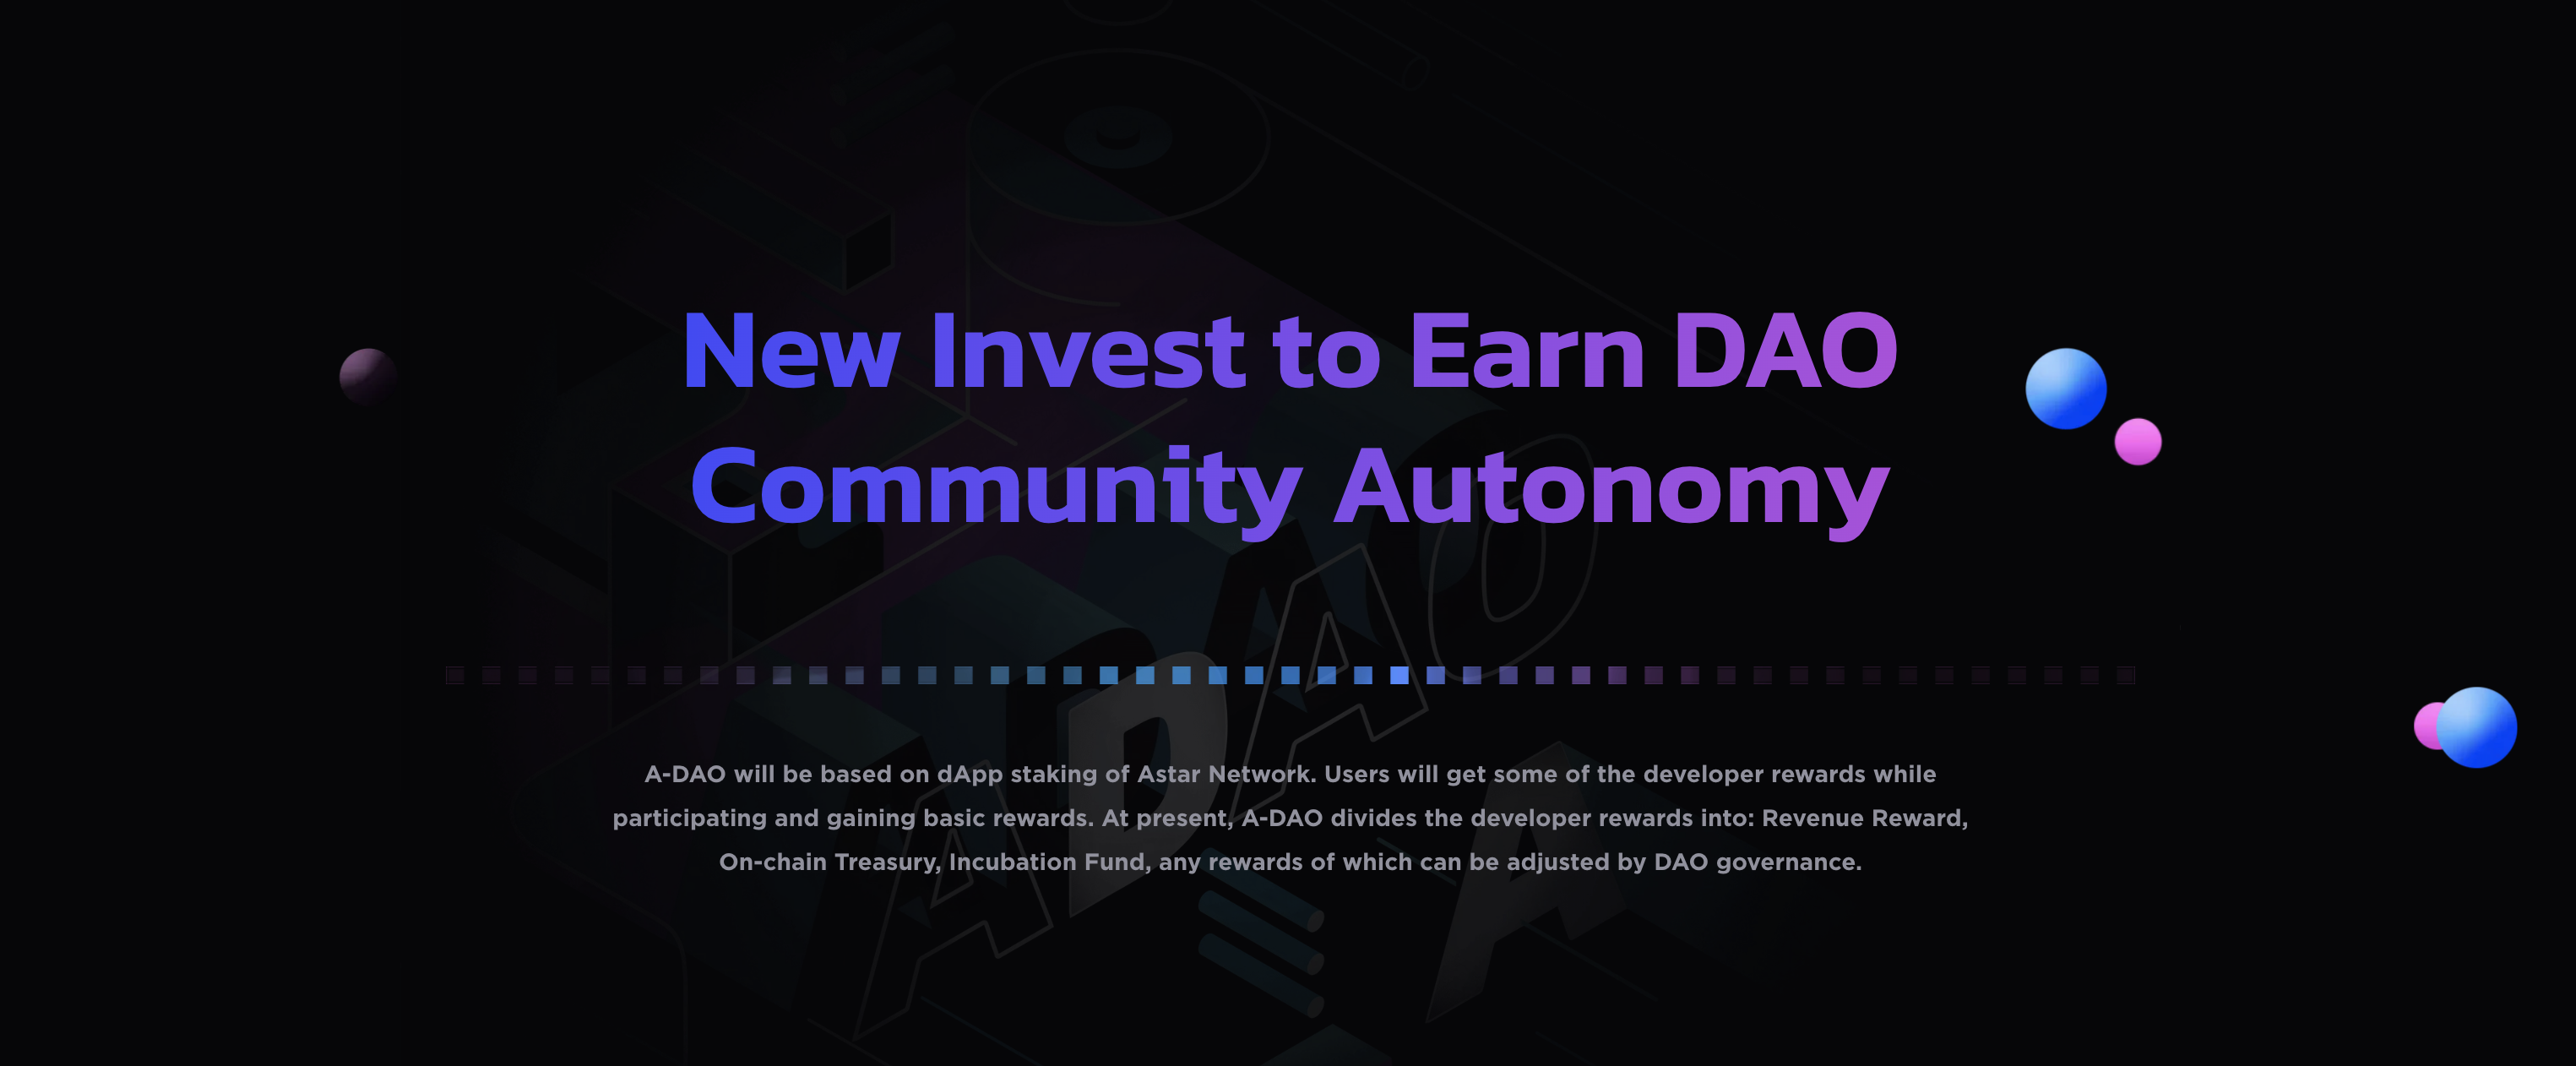 New Invest to Earn DAO
Community Autonomy
A-DAO will be based on dApp staking of Astar Network. Users will get some of the developer rewards while
participating and gaining basic rewards. At present, A-DAO divides the developer rewards into: Revenue Reward,
On-chain Treasury, Incubation Fund, any rewards of which can be adjusted by DAO governance.
ADAO
A